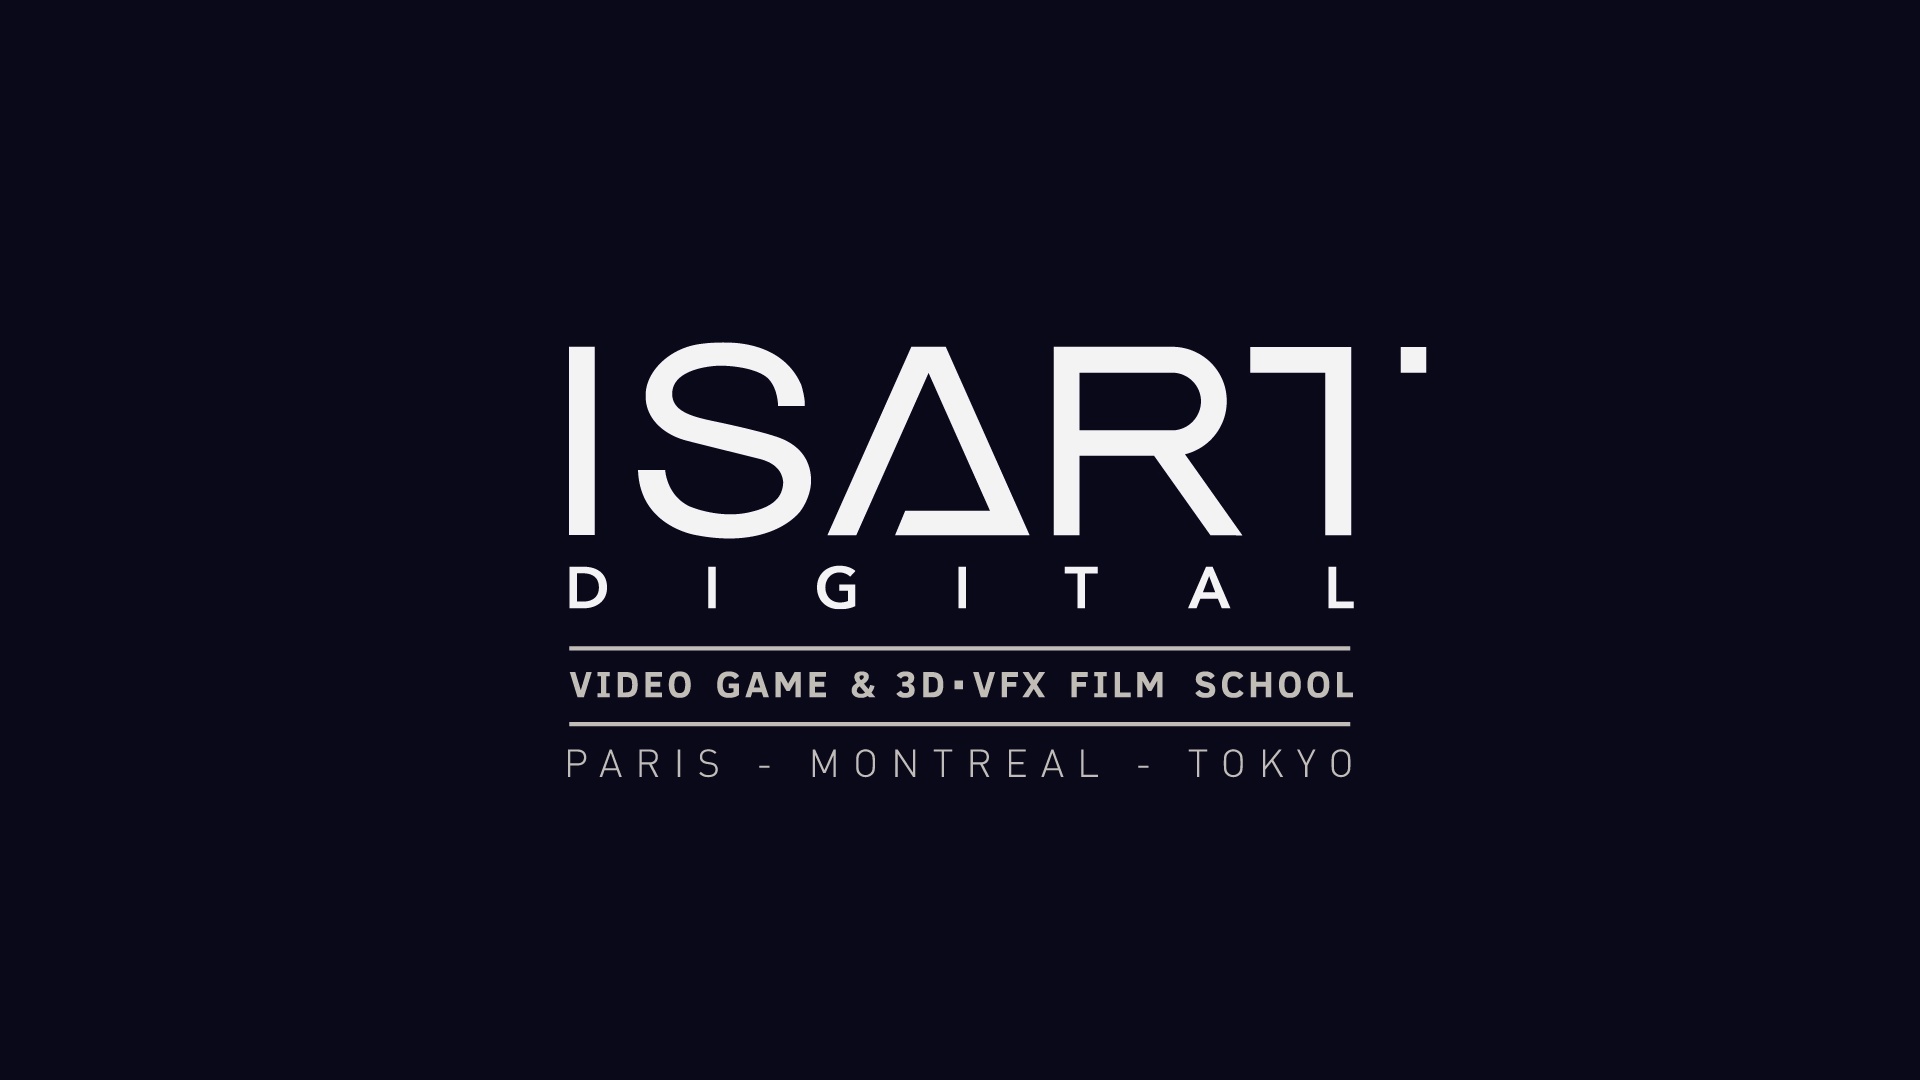 ISART
DIGITAL
VIDEO GAME & 3D▪VFX FILM SCHOOL
PARIS - MONTREAL - TOKYO